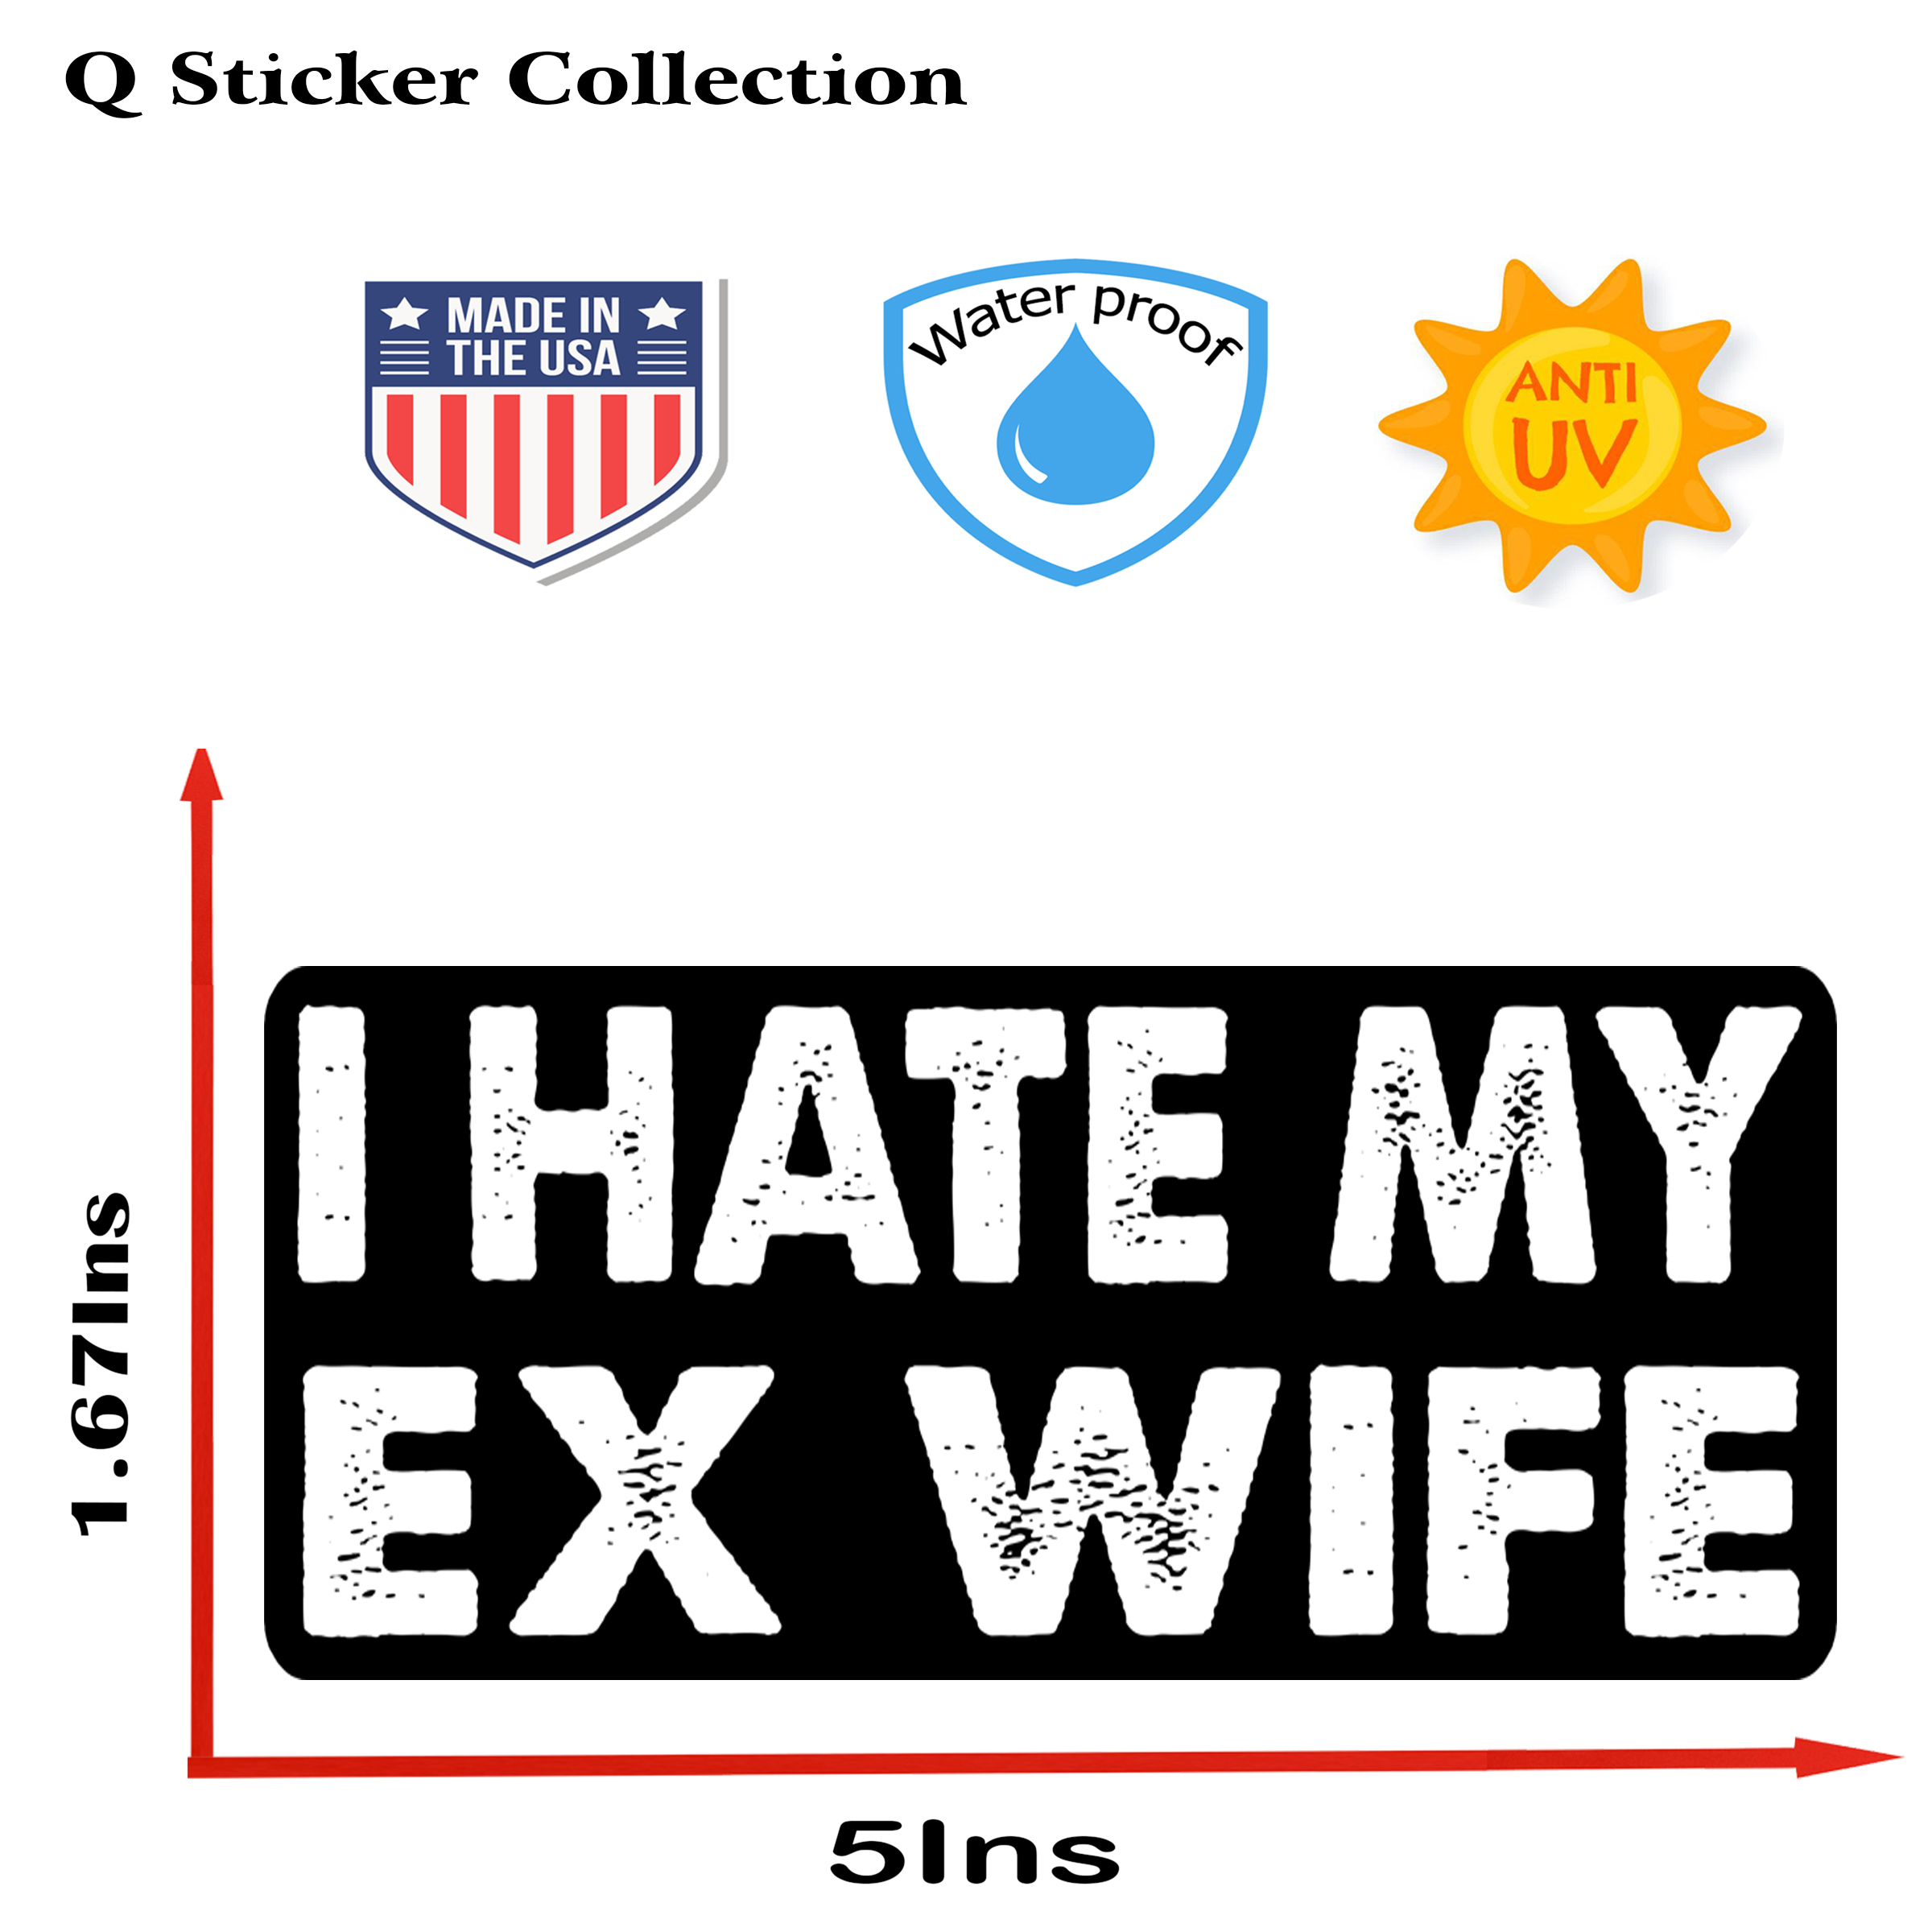 Q Sticker Collection
MADE IN
THE USA
Water proof
ANTI
UV
1.67Ins
I HATE MY
EX WIFE
5Ins